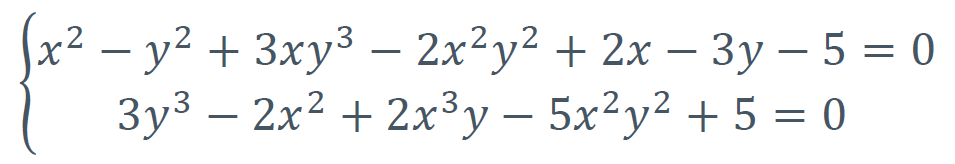 x² − y² + 3xy³ − 2x²y² + 2x − 3y − 5 = 0
3y³ − 2x² + 2x³y − 5x²y² + 5 = 0